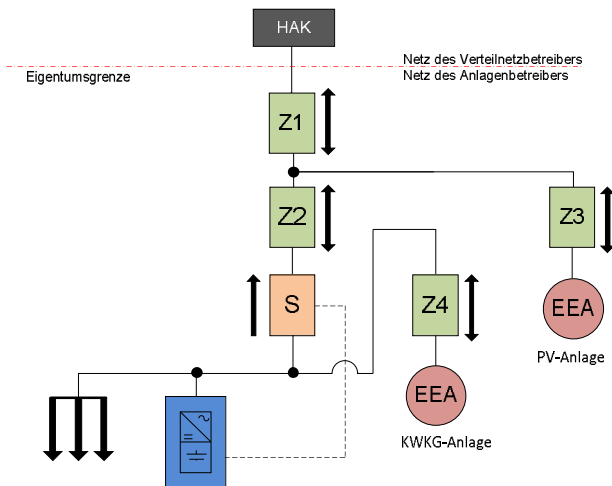 HAK
Netz des Verteilnetzbetreibers
Eigentumsgrenze
Netz des Anlagenbetreibers
Z1
Z2
Z3
S
Z4
EEA
PV-Anlage
EEA
KWKG-Anlage